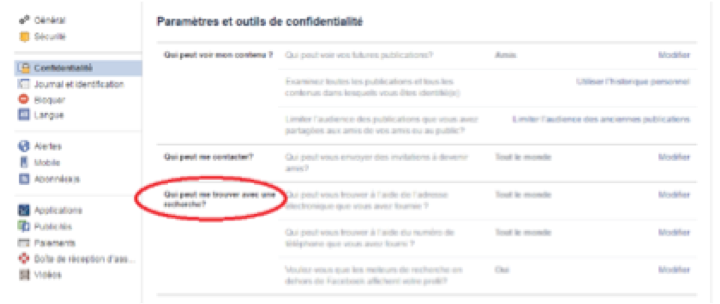 Général
Sécurité
Confidentialité
Journal et identification
Bloquer
Langue
Alertes
Mobile
Abonné(e)s
Applications
Publicités
Paiements
Boîte de réception d'ass...
Vidéos
Paramètres et outils de confidentialité
Qui peut voir mon contenu ?
Qui peut voir vos futures publications?
Amis
Modifier
Examinez toutes les publications et tous les
contenus dans lesquels vous êtes identifié(e)
Utiliser l'historique personnel
Limiter l'audience des publications que vous avez
partagées aux amis de vos amis ou au public?
Limiter l'audience des anciennes publications
Qui peut me contacter?
Qui peut vous envoyer des invitations à devenir
amis?
Tout le monde
Modifier
Qui peut me trouver avec une
recherche?
Qui peut vous trouver à l'aide de l'adresse
électronique que vous avez fournie ?
Tout le monde
Modifier
Qui peut vous trouver à l'aide du numéro de
téléphone que vous avez fourni ?
Tout le monde
Modifier
Voulez-vous que les moteurs de recherche en
dehors de Facebook affichent votre profil?
Oui
Modifier